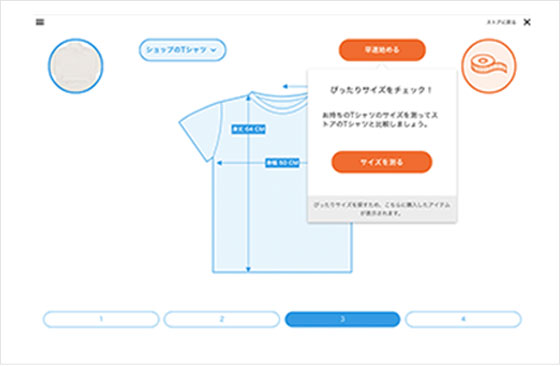 ストアに戻る
ショップのTシャツ
早速始める
ぴったりサイズをチェック！
お持ちのTシャツのサイズを測ってス
トアのTシャツと比較しましょう。
サイズを測る
ぴったりサイズを探すため、こちらに購入したアイテム
が表示されます。
着丈 64 CM
身幅 50 CM
1
2
3
4